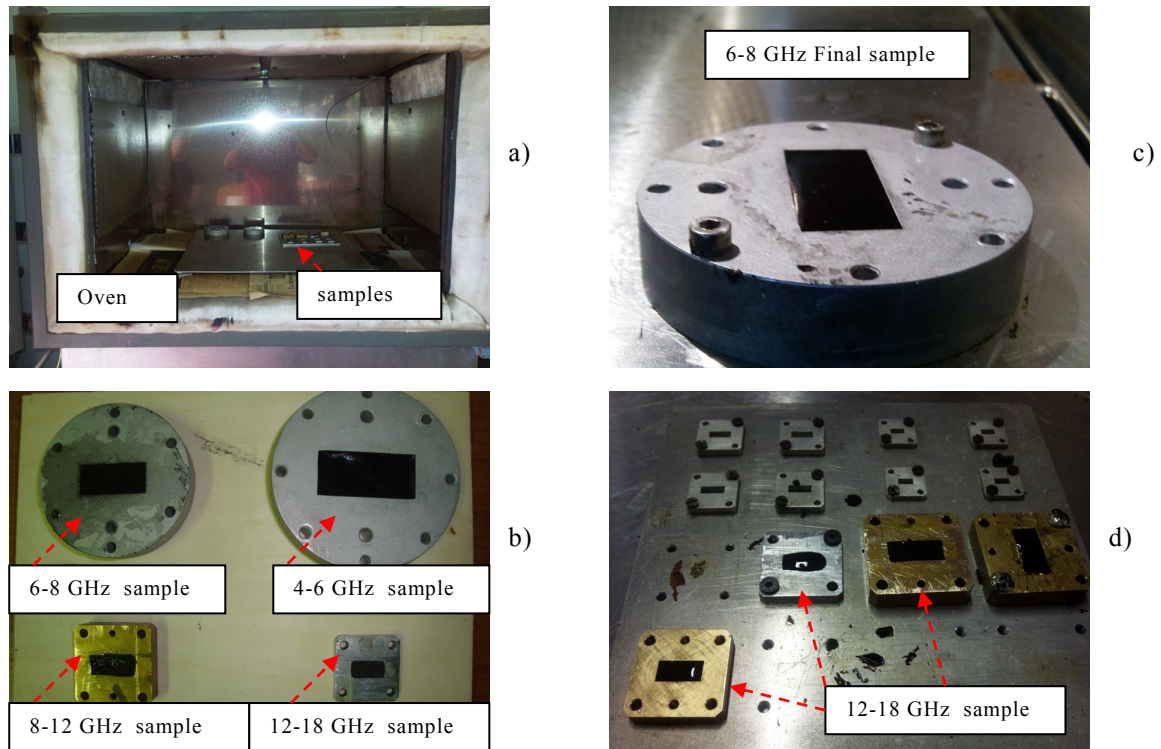 a)
Oven
samples
6-8 GHz Final sample
c)
b)
6-8 GHz sample
4-6 GHz sample
8-12 GHz sample
12-18 GHz sample
d)
12-18 GHz sample